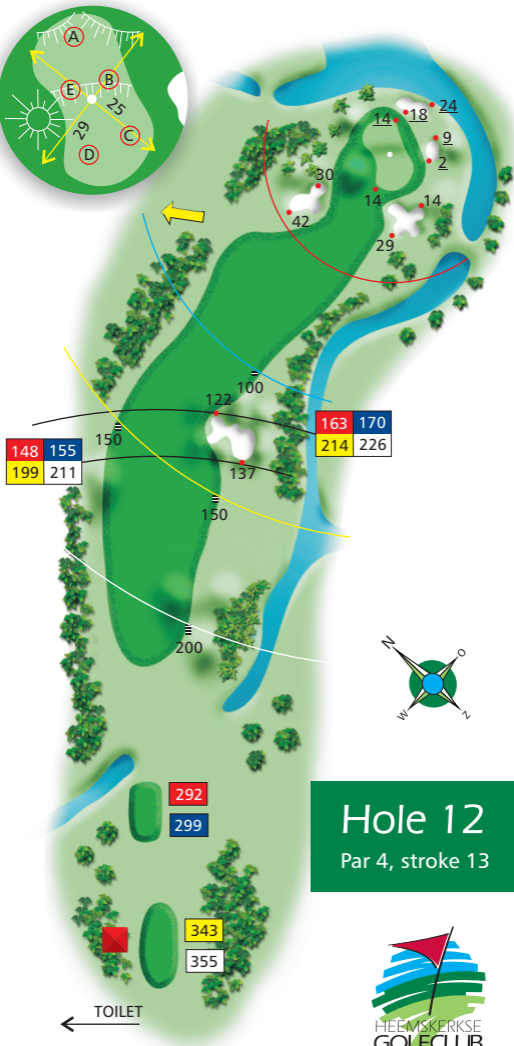 A
B
E
25
29
C
D
24
18
14
9
2
30
14
14
42
29
100
122
150
163 170
214 226
148 155
199 211
137
150
200
N
O
W
Z
292
299
Hole 12
Par 4, stroke 13
343
355
TOILET
HEEMSKERKSE
GOLFCLUB